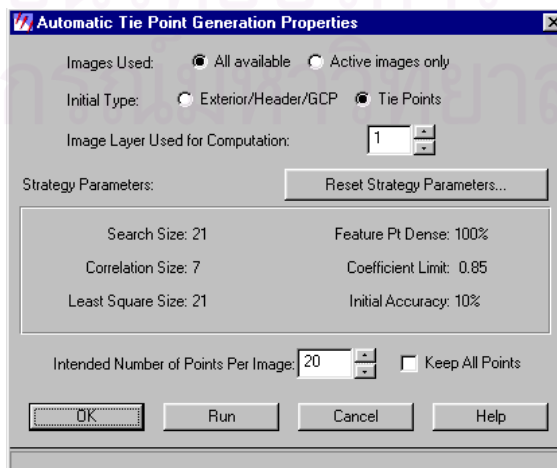 Automatic Tie Point Generation Properties
Images Used: All available Active images only
Initial Type: Exterior/Header/GCP Tie Points
Image Layer Used for Computation: 1
Strategy Parameters: Reset Strategy Parameters...
Search Size: 21 Feature Pt Dense: 100%
Correlation Size: 7 Coefficient Limit: 0.85
Least Square Size: 21 Initial Accuracy: 10%
Intended Number of Points Per Image: 20 Keep All Points
OK Run Cancel Help